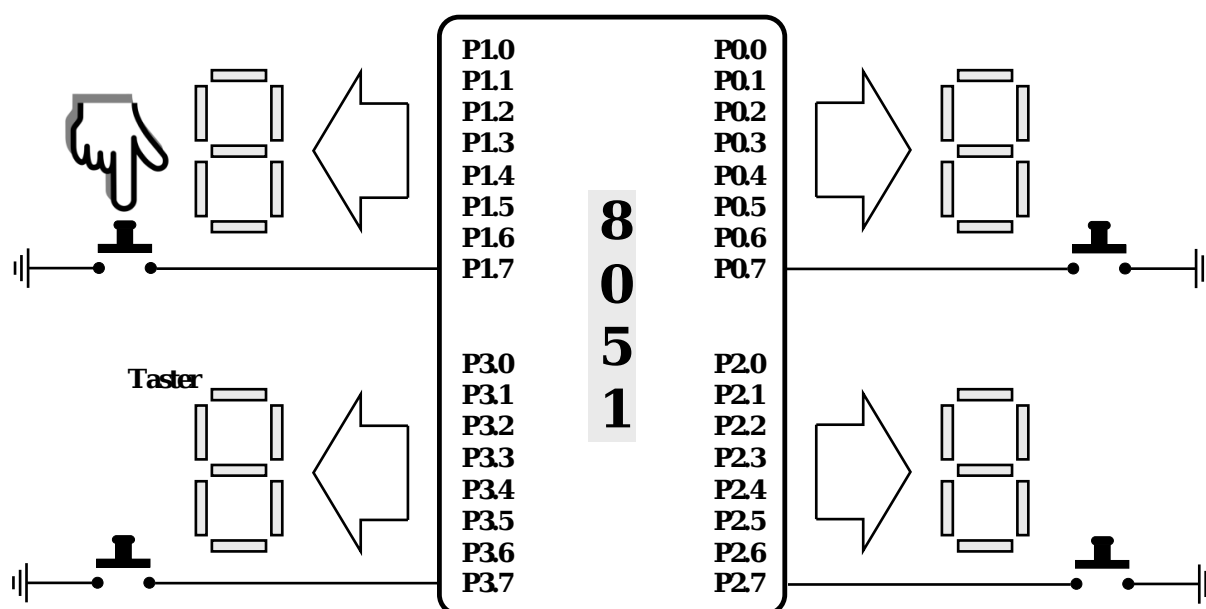 P1.0 P0.0
P1.1 P0.1
P1.2 P0.2
P1.3 P0.3
P1.4 P0.4
P1.5 P0.5
P1.6 P0.6
P1.7 P0.7
8
0
5
1
P3.0 P2.0
Taster
P3.1 P2.1
P3.2 P2.2
P3.3 P2.3
P3.4 P2.4
P3.5 P2.5
P3.6 P2.6
P3.7 P2.7